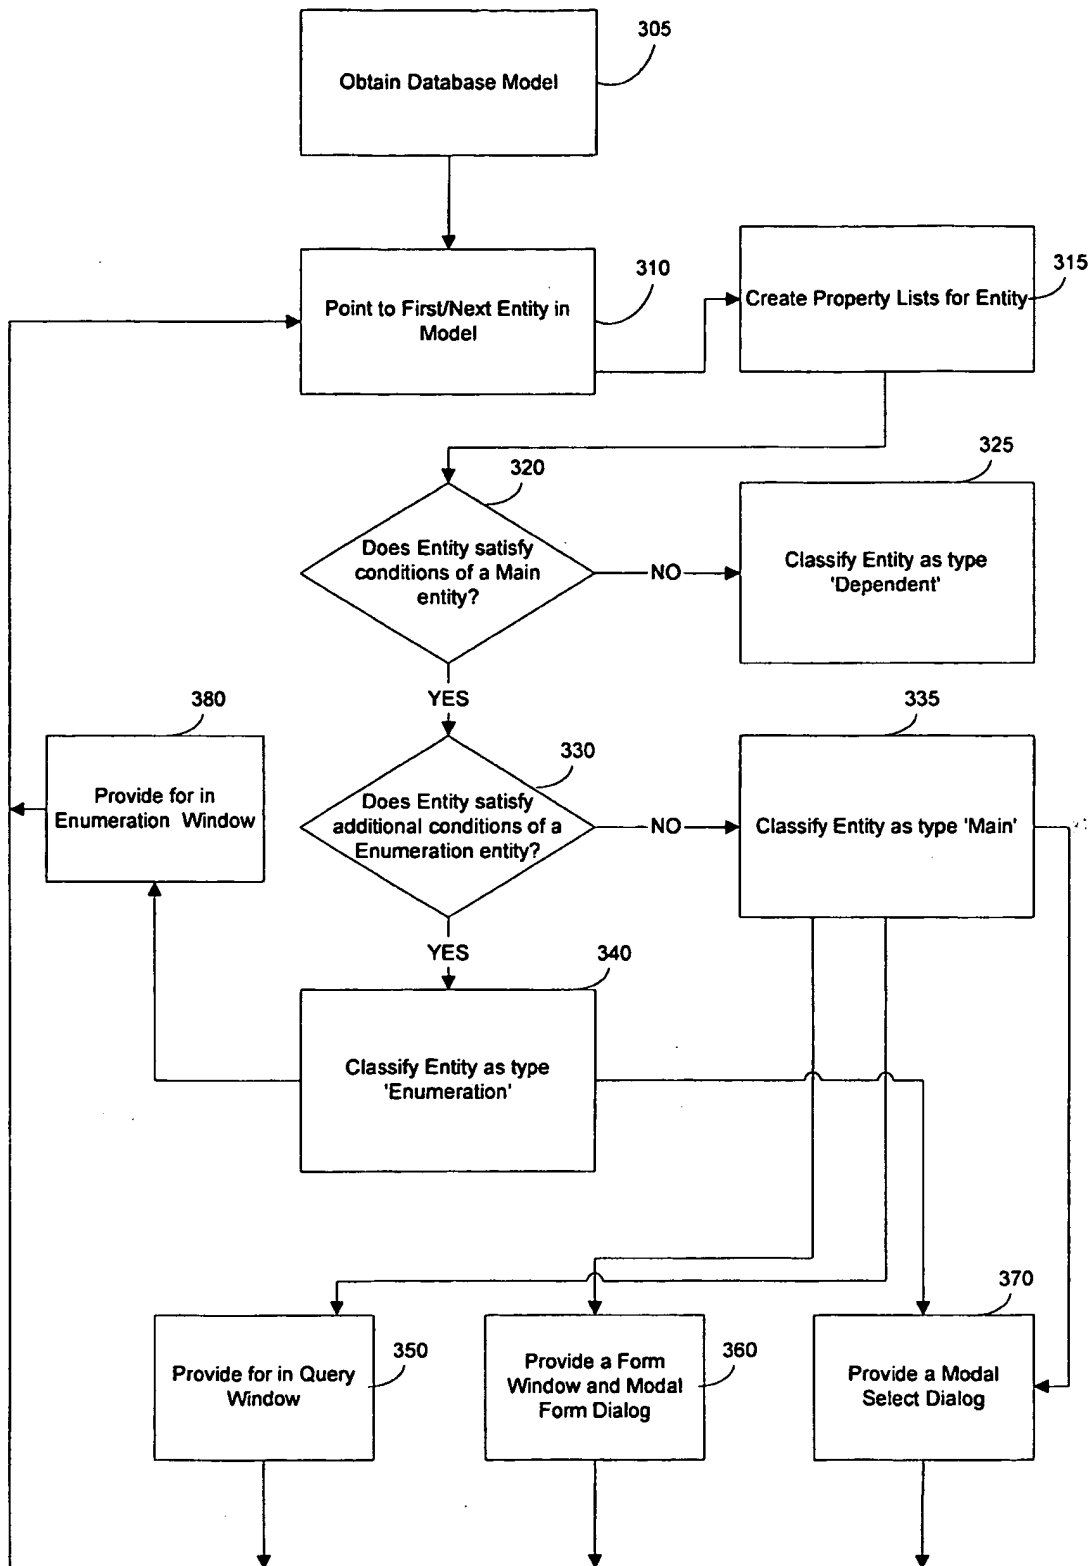 305
Obtain Database Model
310
Point to First/Next Entity in
Model
315
Create Property Lists for Entity
320
Does Entity satisfy
conditions of a Main
entity?
NO
325
Classify Entity as type
'Dependent'
YES
380
Provide for in
Enumeration Window
330
Does Entity satisfy
additional conditions of a
Enumeration entity?
NO
335
Classify Entity as type 'Main'
YES
340
Classify Entity as type
'Enumeration'
350
Provide for in Query
Window
360
Provide a Form
Window and Modal
Form Dialog
370
Provide a Modal
Select Dialog